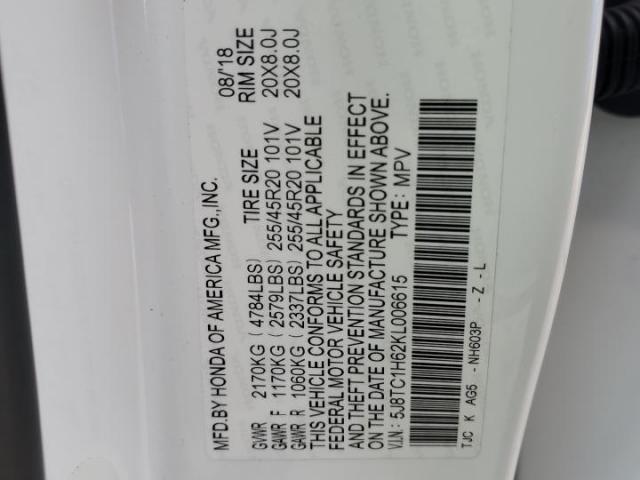 MFD.BY HONDA OF AMERICA MFG.,INC. 08/'18
TIRE SIZE RIM SIZE
GVWR 2170KG (4784LBS)
GAWR F 1170KG (2579LBS) 255/45R20 101V 20X8.0J
GAWR R 1060KG (2337LBS) 255/45R20 101V 20X8.0J
THIS VEHICLE CONFORMS TO ALL APPLICABLE
FEDERAL MOTOR VEHICLE SAFETY
AND THEFT PREVENTION STANDARDS IN EFFECT
ON THE DATE OF MANUFACTURE SHOWN ABOVE.
V.I.N: 5J8TC1H62KL006615 TYPE: MPV
TJC K AG5 -NH603P -Z-L